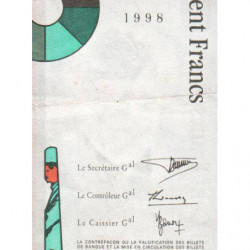 1998
ent Francs
Le Secrétaire Gal
Le Contrôleur Gal
Le Caissier Gal
LA CONTREFAÇON OU LA FALSIFICATION DES BILLETS
DE BANQUE ET LA MISE EN CIRCULATION DES BILLETS